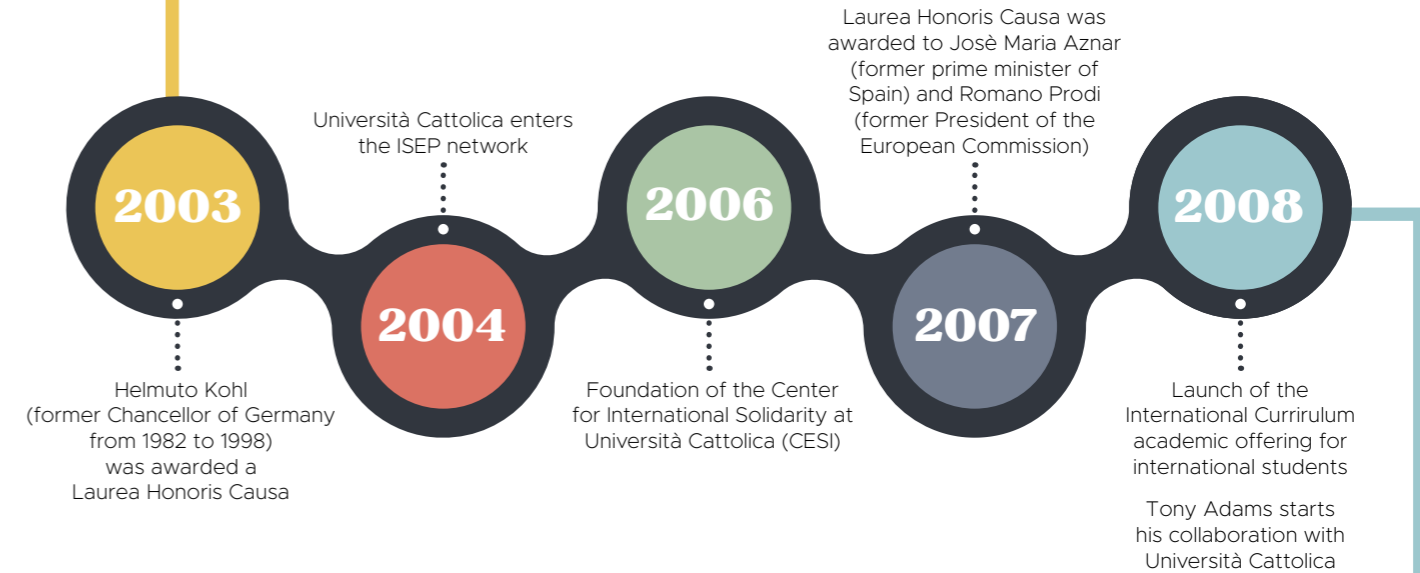 2003
Helmuto Kohl
(former Chancellor of Germany
from 1982 to 1998)
was awarded a
Laurea Honoris Causa
Università Cattolica enters
the ISEP network
2004
2006
Foundation of the Center
for International Solidarity at
Università Cattolica (CESI)
Laurea Honoris Causa was
awarded to Josè Maria Aznar
(former prime minister of
Spain) and Romano Prodi
(former President of the
European Commission)
2007
2008
Launch of the
International Currirulum
academic offering for
international students
Tony Adams starts
his collaboration with
Università Cattolica